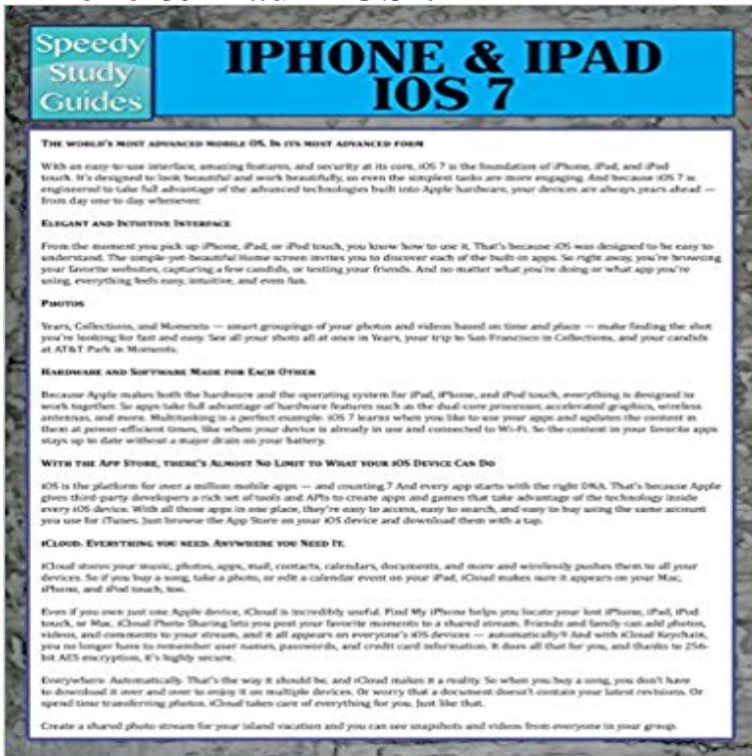 Speedy
Study
Guides
IPHONE & IPAD
IOS 7
THE WORLD'S MOST ADVANCED MOBILE OS. IN ITS MOST ADVANCED FORM
With an easy-to-use interface, amazing features, and security at its core, iOS 7 is the foundation of iPhone, iPad, and iPod
touch. It's designed to look beautiful and work beautifully, so even the simplest tasks are more engaging. And because iOS 7 is
engineered to take full advantage of the advanced technologies built into Apple hardware, your devices are always years ahead —
from day one to day whenever.
ELEGANT AND INTUITIVE INTERFACE
From the moment you pick up iPhone, iPad, or iPod touch, you know how to use it. That's because iOS was designed to be easy to
understand. The simple-yet-beautiful Home screen invites you to discover each of the built-in apps. So right away, you're browsing
your favorite websites, capturing a few candids, or texting your friends. And no matter what you're doing or what app you're
using, everything feels easy, intuitive, and even fun.
PHOTOS
Years, Collections, and Moments — smart groupings of your photos and videos based on time and place — make finding the shot
you're looking for fast and easy. See all your shots all at once in Years, your trip to San Francisco in Collections, and your candids
at AT&T Park in Moments.
HARDWARE AND SOFTWARE MADE FOR EACH OTHER
Because Apple makes both the hardware and the operating system for iPad, iPhone, and iPod touch, everything is designed to
work together. So apps take full advantage of hardware features such as the dual-core processor, accelerated graphics, wireless
antennas, and more. Multitasking is a perfect example. iOS 7 learns when you like to use your apps and updates the content in
them at power-efficient times, like when your device is already in use and connected to Wi-Fi. So the content in your favorite apps
stays up to date without a major drain on your battery.
WITH THE APP STORE, THERE'S ALMOST NO LIMIT TO WHAT YOUR IOS DEVICE CAN DO
iOS is the platform for over a million mobile apps — and counting.7 And every app starts with the right DNA. That's because Apple
gives third-party developers a rich set of tools and APIs to create apps and games that take advantage of the technology inside
every iOS device. With all those apps in one place, they're easy to access, easy to search, and easy to buy using the same account
you use for iTunes. Just browse the App Store on your iOS device and download them with a tap.
ICLOUD. EVERYTHING YOU NEED. ANYWHERE YOU NEED IT.
iCloud stores your music, photos, apps, mail, contacts, calendars, documents, and more and wirelessly pushes them to all your
devices. So if you buy a song, take a photo, or edit a calendar event on your iPad, iCloud makes sure it appears on your Mac,
iPhone, and iPod touch, too.
Even if you own just one Apple device, iCloud is incredibly useful. Find My iPhone helps you locate your lost iPhone, iPad, iPod
touch, or Mac. iCloud Photo Sharing lets you post your favorite moments to a shared stream. Friends and family can add photos,
videos, and comments to your stream, and it all appears on everyone's iOS devices — automatically.9 And with iCloud Keychain,
you no longer have to remember user names, passwords, and credit card information. It does all that for you, and thanks to 256-
bit AES encryption, it's highly secure.
Everywhere. Automatically. That's the way it should be, and iCloud makes it a reality. So when you buy a song, you don't have
to download it over and over to enjoy it on multiple devices. Or worry that a document doesn't contain your latest revisions. Or
spend time transferring photos. iCloud takes care of everything for you. Just like that.
Create a shared photo stream for your island vacation and you can see snapshots and videos from everyone in your group.